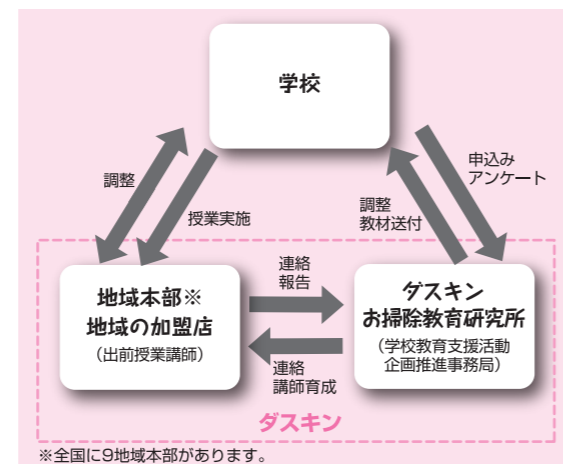 学校
調整
授業実施
調整
教材送付
申込み
アンケート
地域本部※
地域の加盟店
（出前授業講師）
連絡
報告
連絡
講師育成
ダスキン
お掃除教育研究所
（学校教育支援活動
企画推進事務局）
ダスキン
※全国に9地域本部があります。